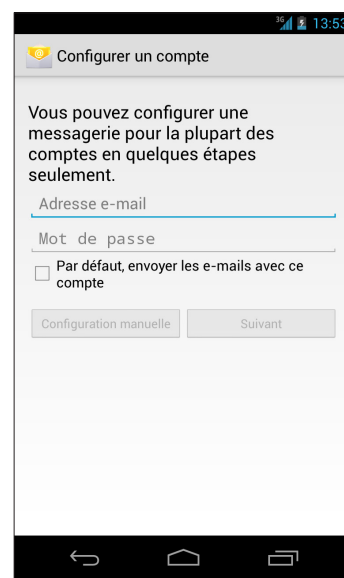 3G 13:53
Configurer un compte
Vous pouvez configurer une
messagerie pour la plupart des
comptes en quelques étapes
seulement.
Adresse e-mail
Mot de passe
Par défaut, envoyer les e-mails avec ce
compte
Configuration manuelle Suivant